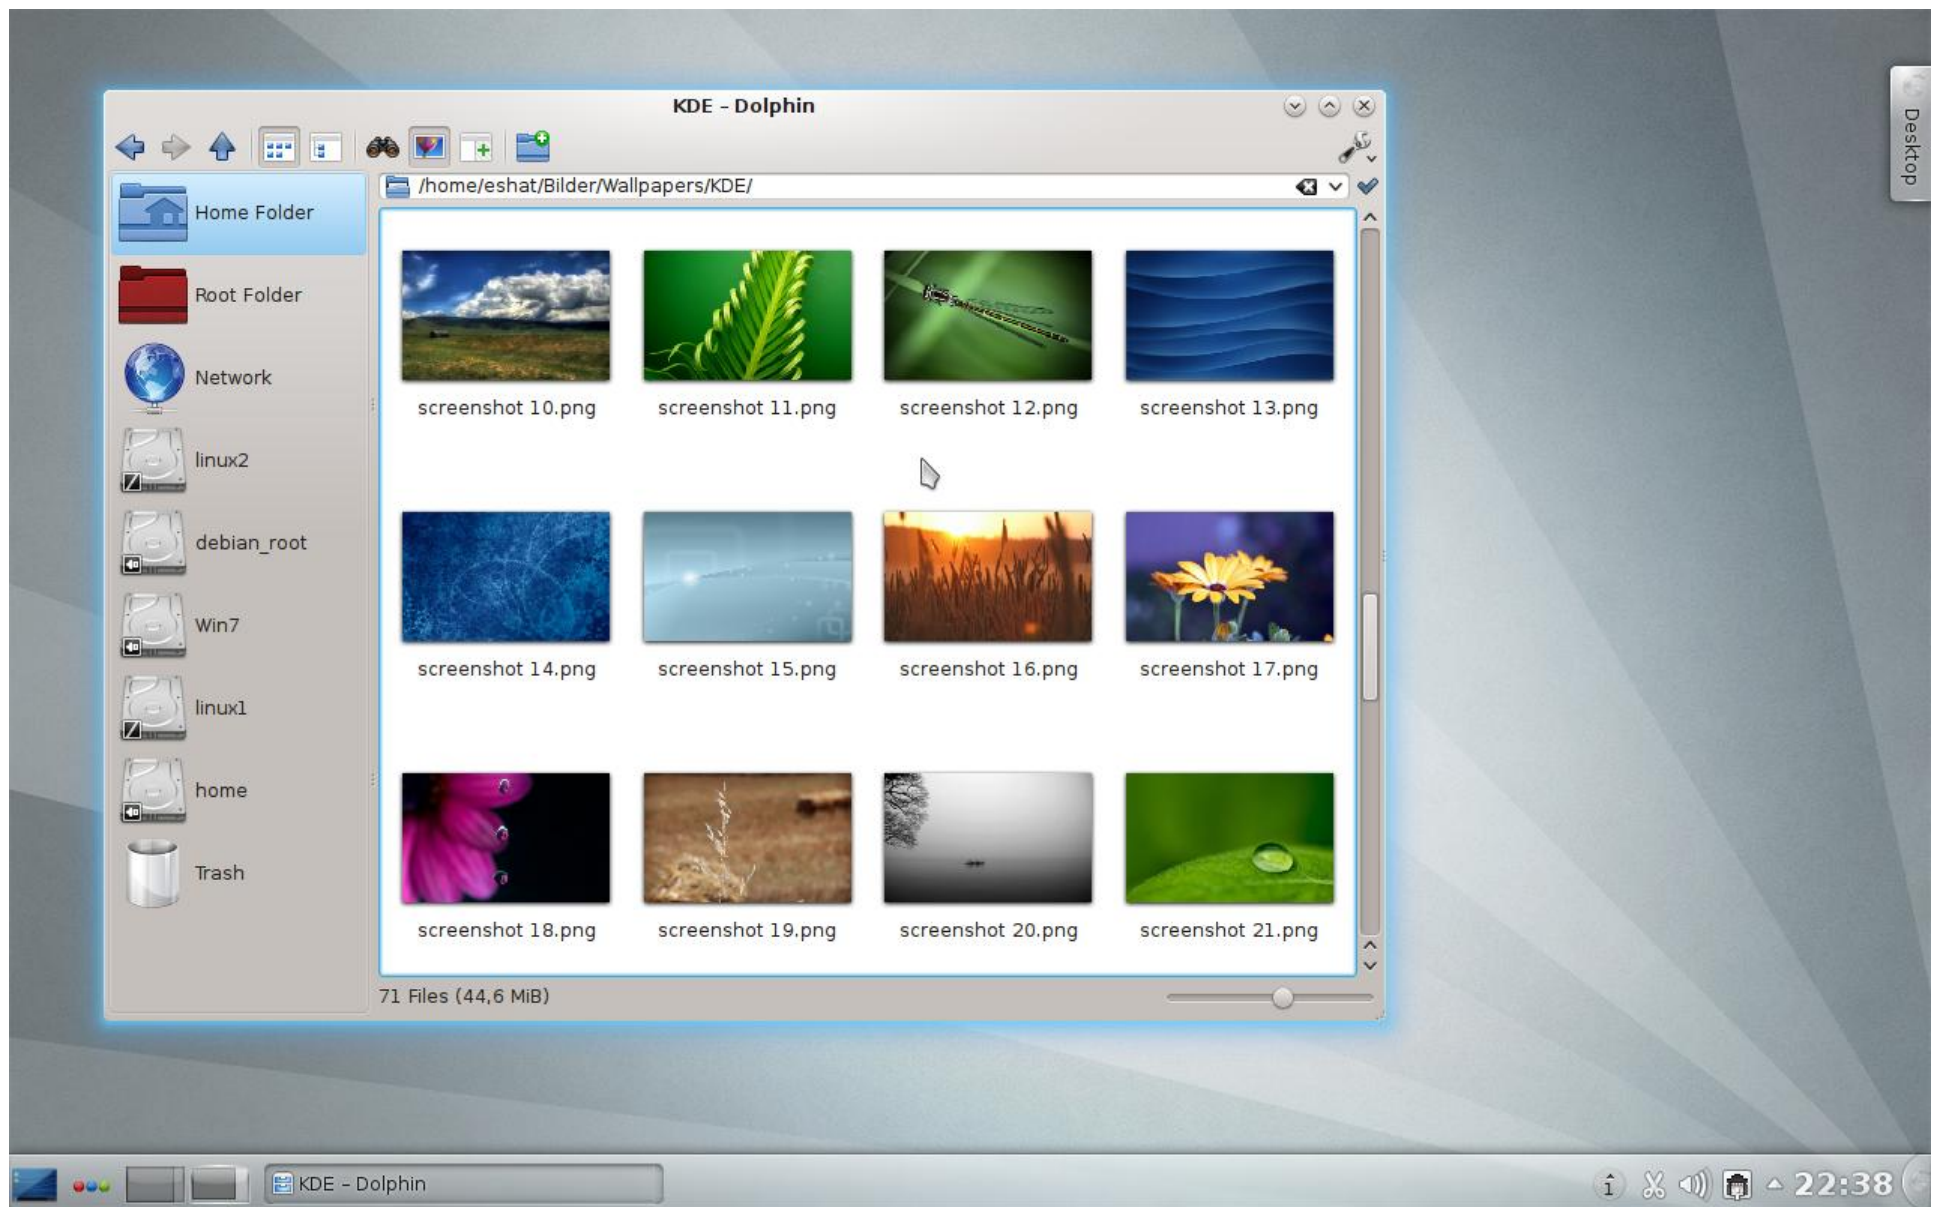 KDE – Dolphin
Desktop
/home/eshat/Bilder/Wallpapers/KDE/
Home Folder
Root Folder
Network
linux2
debian_root
Win7
linux1
home
Trash
screenshot 10.png
screenshot 11.png
screenshot 12.png
screenshot 13.png
screenshot 14.png
screenshot 15.png
screenshot 16.png
screenshot 17.png
screenshot 18.png
screenshot 19.png
screenshot 20.png
screenshot 21.png
71 Files (44,6 MiB)
KDE – Dolphin
22:38